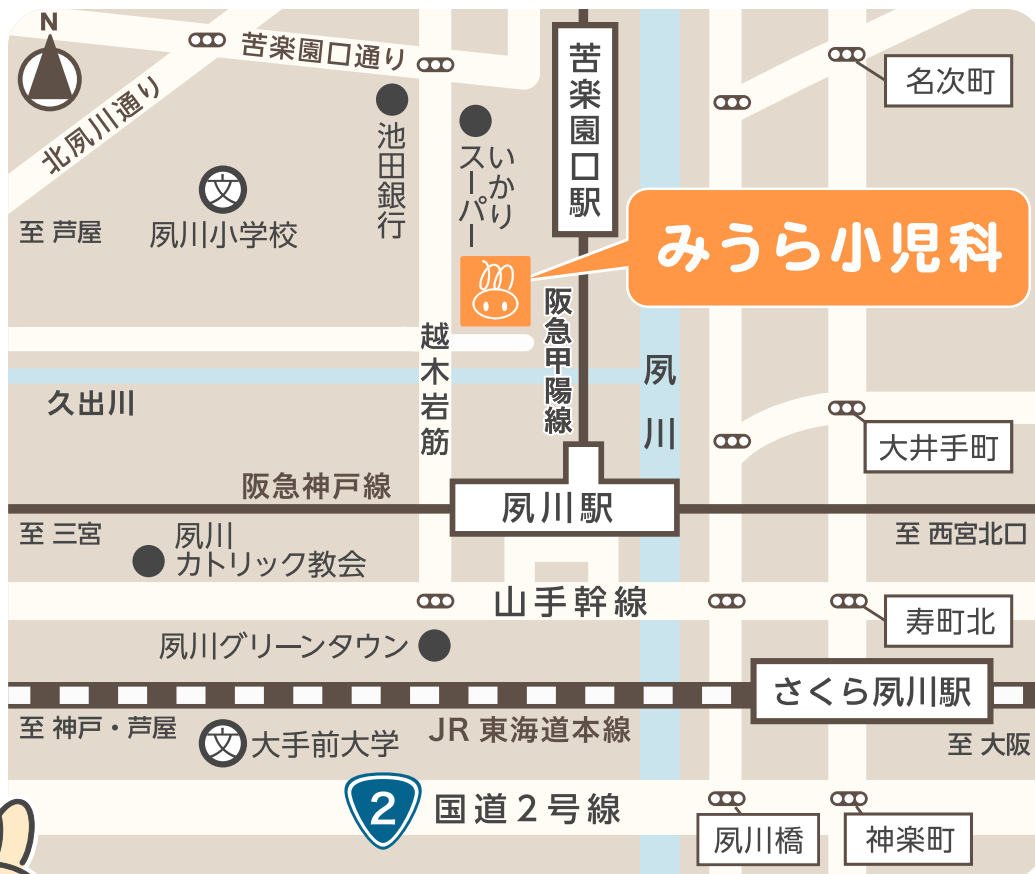 N
苦楽園口通り
北夙川通り
池田銀行
いかり
スーパー
苦楽園口駅
名次町
至 芦屋
文
夙川小学校
みうら小児科
阪急甲陽線
越木岩筋
夙川
久出川
大井手町
阪急神戸線
夙川駅
至 三宮
夙川
カトリック教会
至 西宮北口
山手幹線
寿町北
夙川グリーンタウン
さくら夙川駅
至 神戸・芦屋
文
大手前大学
JR 東海道本線
至 大阪
2
国道2号線
夙川橋
神楽町